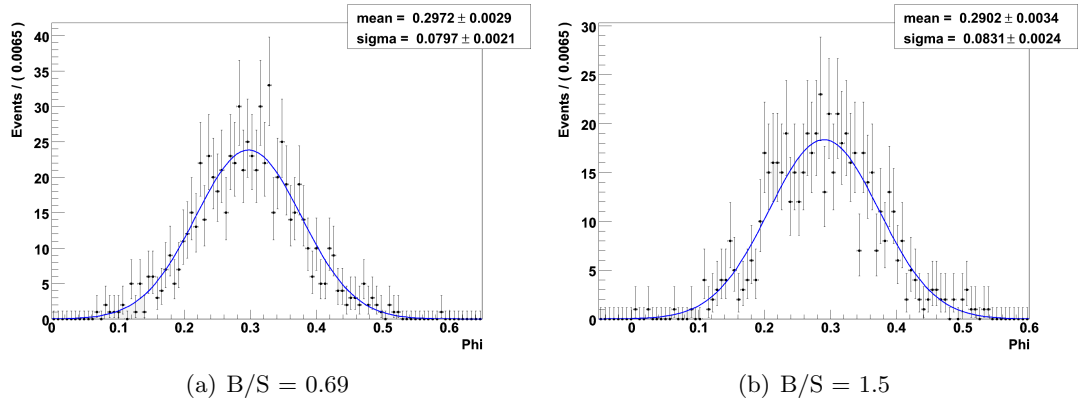 mean = 0.2972 ± 0.0029
sigma = 0.0797 ± 0.0021
Events / ( 0.0065 )
40
35
30
25
20
15
10
5
0
0 0.1 0.2 0.3 0.4 0.5 0.6
Phi
(a) B/S = 0.69
mean = 0.2902 ± 0.0034
sigma = 0.0831 ± 0.0024
Events / ( 0.0065 )
30
25
20
15
10
5
0
0 0.1 0.2 0.3 0.4 0.5 0.6
Phi
(b) B/S = 1.5